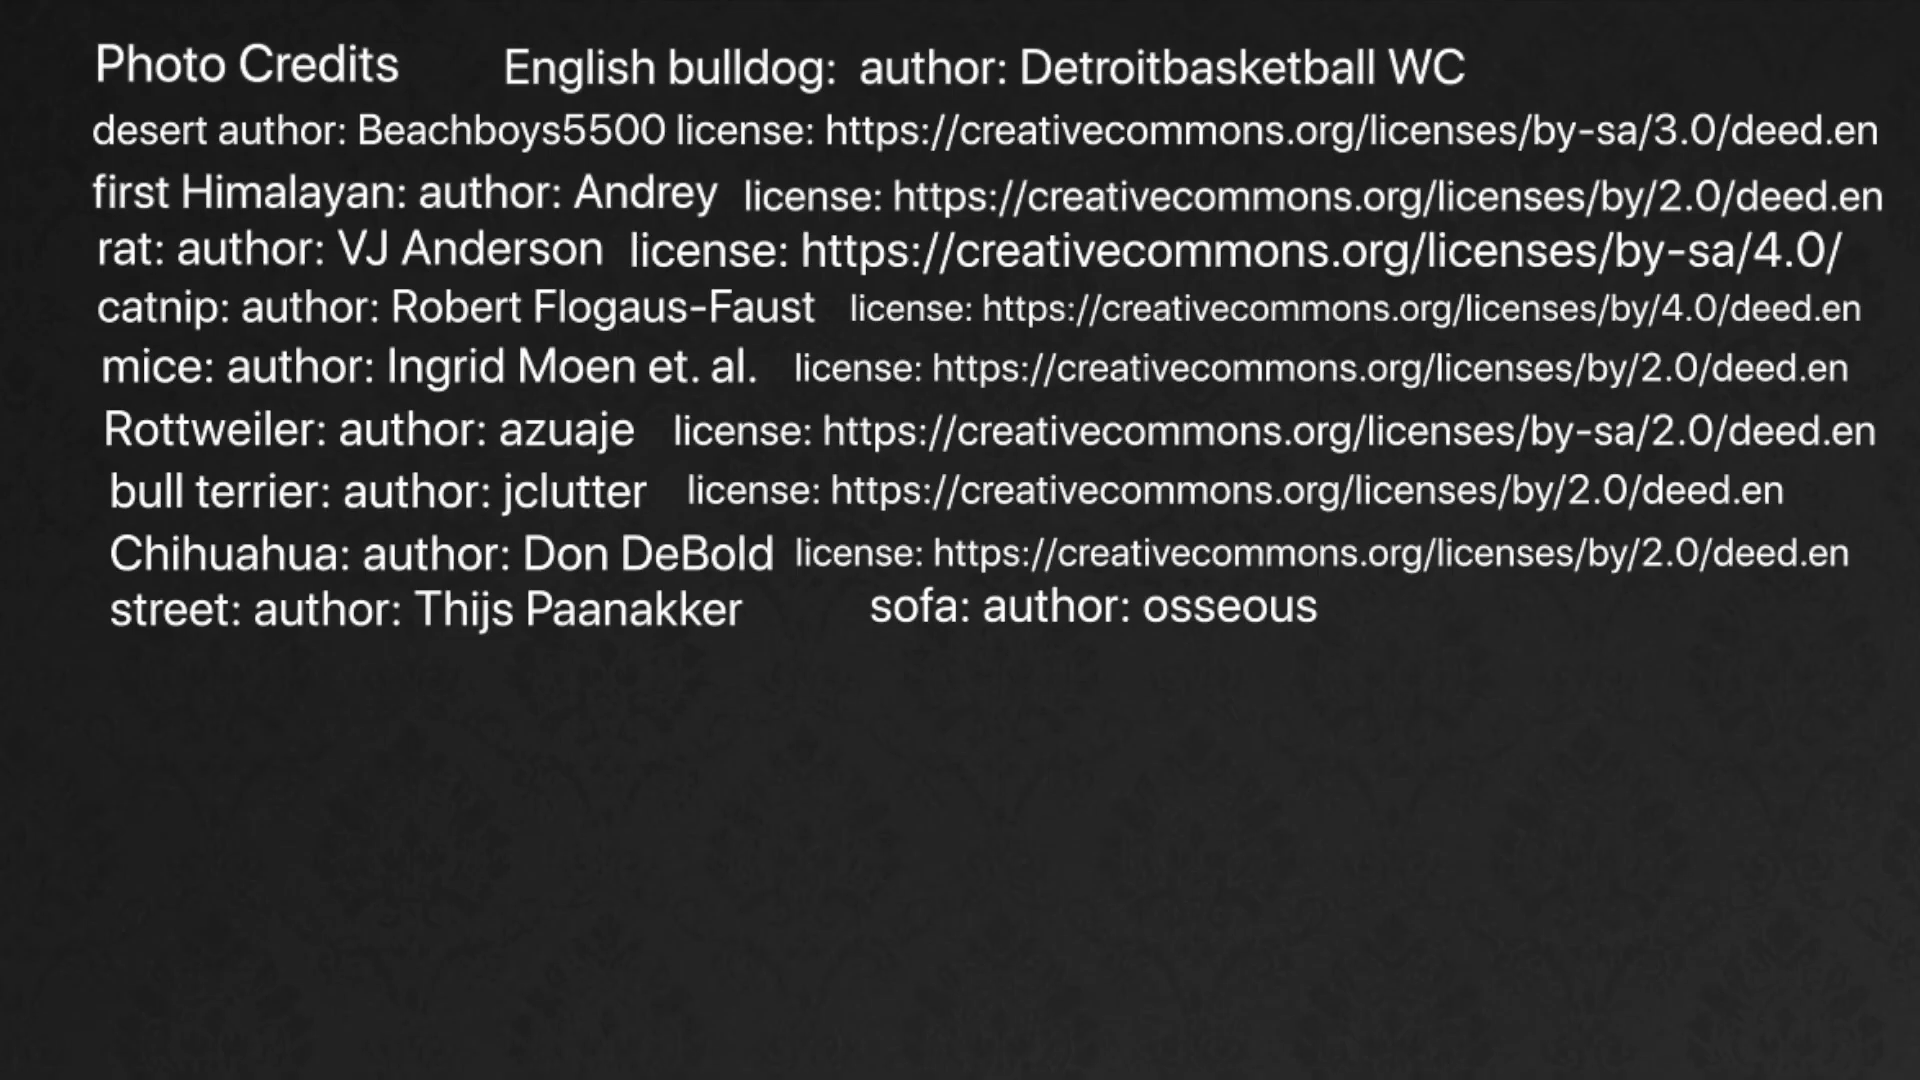 Photo Credits English bulldog: author: Detroitbasketball WC
desert author: Beachboys5500 license: https://creativecommons.org/licenses/by-sa/3.0/deed.en
first Himalayan: author: Andrey license: https://creativecommons.org/licenses/by/2.0/deed.en
rat: author: VJ Anderson license: https://creativecommons.org/licenses/by-sa/4.0/
catnip: author: Robert Flogaus-Faust license: https://creativecommons.org/licenses/by/4.0/deed.en
mice: author: Ingrid Moen et. al. license: https://creativecommons.org/licenses/by/2.0/deed.en
Rottweiler: author: azuaje license: https://creativecommons.org/licenses/by-sa/2.0/deed.en
bull terrier: author: jclutter license: https://creativecommons.org/licenses/by/2.0/deed.en
Chihuahua: author: Don DeBold license: https://creativecommons.org/licenses/by/2.0/deed.en
street: author: Thijs Paanakker sofa: author: osseous